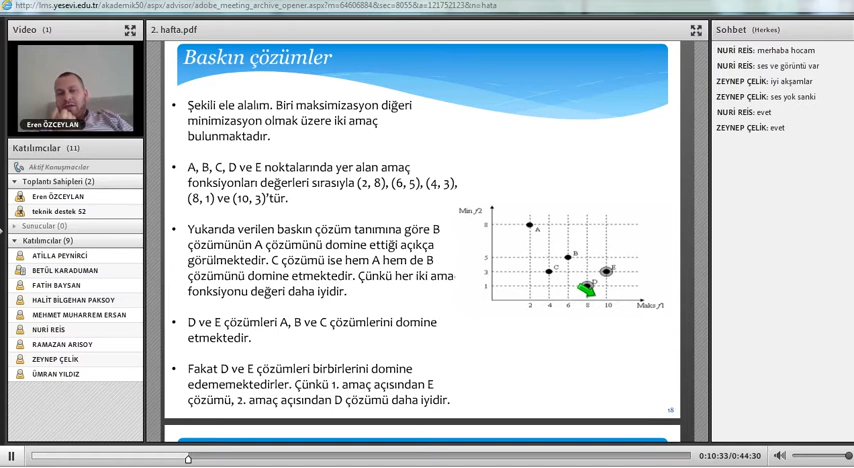 http://lms.yesevi.edu.tr/akademik50/aspx/advisor/adobe_meeting_archive_opener.aspx?m=64606884&sec=8055&ta=121752123&n=hata
Video (1)
Eren ÖZCEYLAN
Katılımcılar (11)
Aktif Konuşmacılar
Toplantı Sahipleri (2)
Eren ÖZCEYLAN
teknik destek 52
Sunucular (0)
Katılımcılar (9)
ATİLLA PEYNİRCİ
BETÜL KARADUMAN
FATİH BAYSAN
HALİT BİLGEHAN PAKSOY
MEHMET MUHARREM ERSAN
NURİ REİS
RAMAZAN ARISOY
ZEYNEP ÇELİK
ÜMRAN YILDIZ
2. hafta.pdf
Baskın çözümler
• Şekili ele alalım. Biri maksimizasyon diğeri
minimizasyon olmak üzere iki amaç
bulunmaktadır.
• A, B, C, D ve E noktalarında yer alan amaç
fonksiyonları değerleri sırasıyla (2, 8), (6, 5), (4, 3),
(8, 1) ve (10, 3)'tür.
• Yukarıda verilen baskın çözüm tanımına göre B
çözümünün A çözümünü domine ettiği açıkça
görülmektedir. C çözümü ise hem A hem de B
çözümünü domine etmektedir. Çünkü her iki ama
fonksiyonu değeri daha iyidir.
• D ve E çözümleri A, B ve C çözümlerini domine
etmektedir.
• Fakat D ve E çözümleri birbirlerini domine
edememektedirler. Çünkü 1. amaç açısından E
çözümü, 2. amaç açısından D çözümü daha iyidir.
Min f2
8
A
5
B
3
C
E
1
D
2 4 6 8 10
Maks f1
18
Sohbet (Herkes)
NURİ REİS: merhaba hocam
NURİ REİS: ses ve görüntü var
ZEYNEP ÇELİK: iyi akşamlar
ZEYNEP ÇELİK: ses yok sanki
NURİ REİS: evet
ZEYNEP ÇELİK: evet
0:10:33/0:44:30